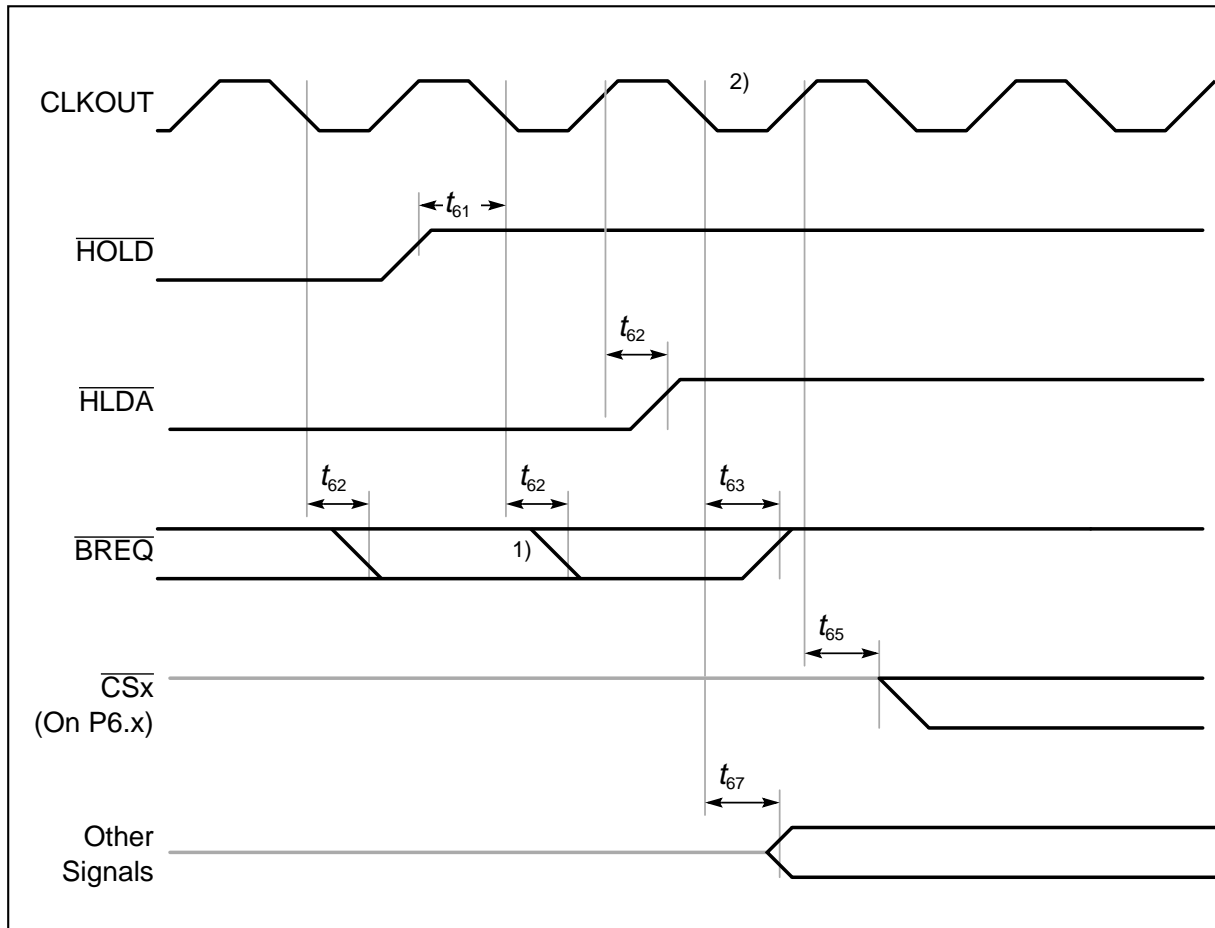 CLKOUT
2)
t61
HOLD
t62
HLDA
t62
t62
t63
BREQ
1)
t65
CSx
(On P6.x)
t67
Other
Signals